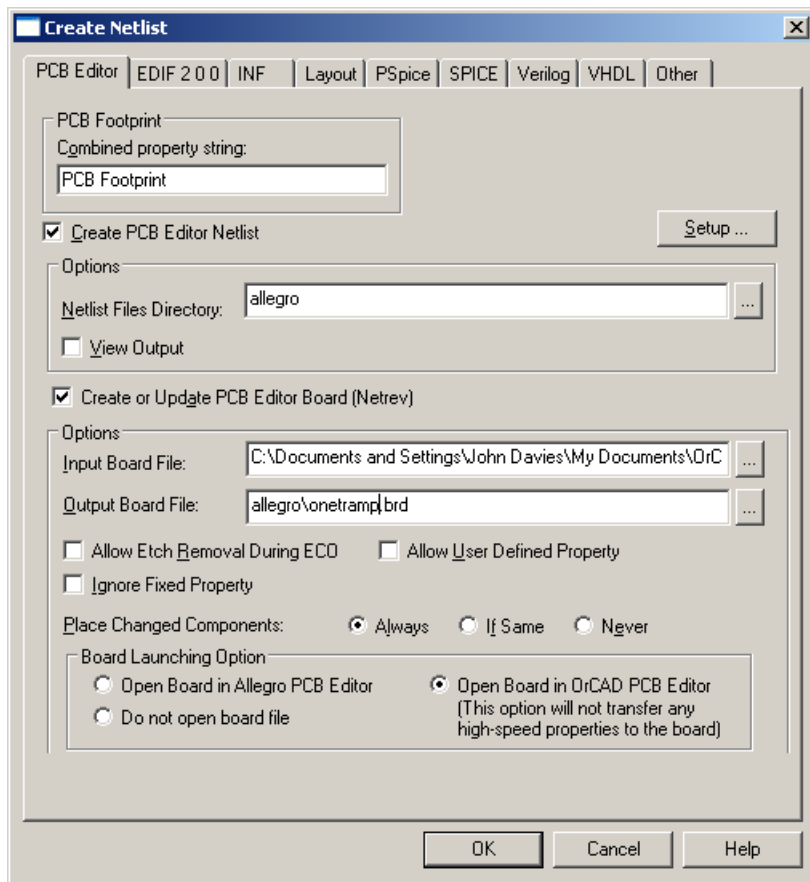 Create Netlist
PCB Editor EDIF 2 0 0 INF Layout PSpice SPICE Verilog VHDL Other
PCB Footprint
Combined property string:
PCB Footprint
Create PCB Editor Netlist
Setup ...
Options
Netlist Files Directory: allegro ...
View Output
Create or Update PCB Editor Board (Netrev)
Options
Input Board File: C:\Documents and Settings\John Davies\My Documents\OrC ...
Output Board File: allegro\onetramp.brd ...
Allow Etch Removal During ECO Allow User Defined Property
Ignore Fixed Property
Place Changed Components: Always If Same Never
Board Launching Option
Open Board in Allegro PCB Editor Open Board in OrCAD PCB Editor
Do not open board file (This option will not transfer any
high-speed properties to the board)
OK Cancel Help